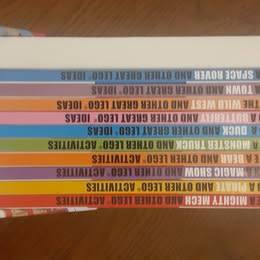 MIGHTY MECH AND OTHER LEGO® ACTIVITIES
A PIRATE AND OTHER LEGO® ACTIVITIES
MAGIC SHOW AND OTHER LEGO® ACTIVITIES
A BEAR AND OTHER LEGO® ACTIVITIES
MONSTER TRUCK AND OTHER LEGO® ACTIVITIES
A DUCK AND OTHER GREAT LEGO® IDEAS
A BUTTERFLY AND OTHER GREAT LEGO® IDEAS
THE WILD WEST AND OTHER GREAT LEGO® IDEAS
TOWN AND OTHER GREAT LEGO® IDEAS
SPACE ROVER AND OTHER GREAT LEGO® IDEAS